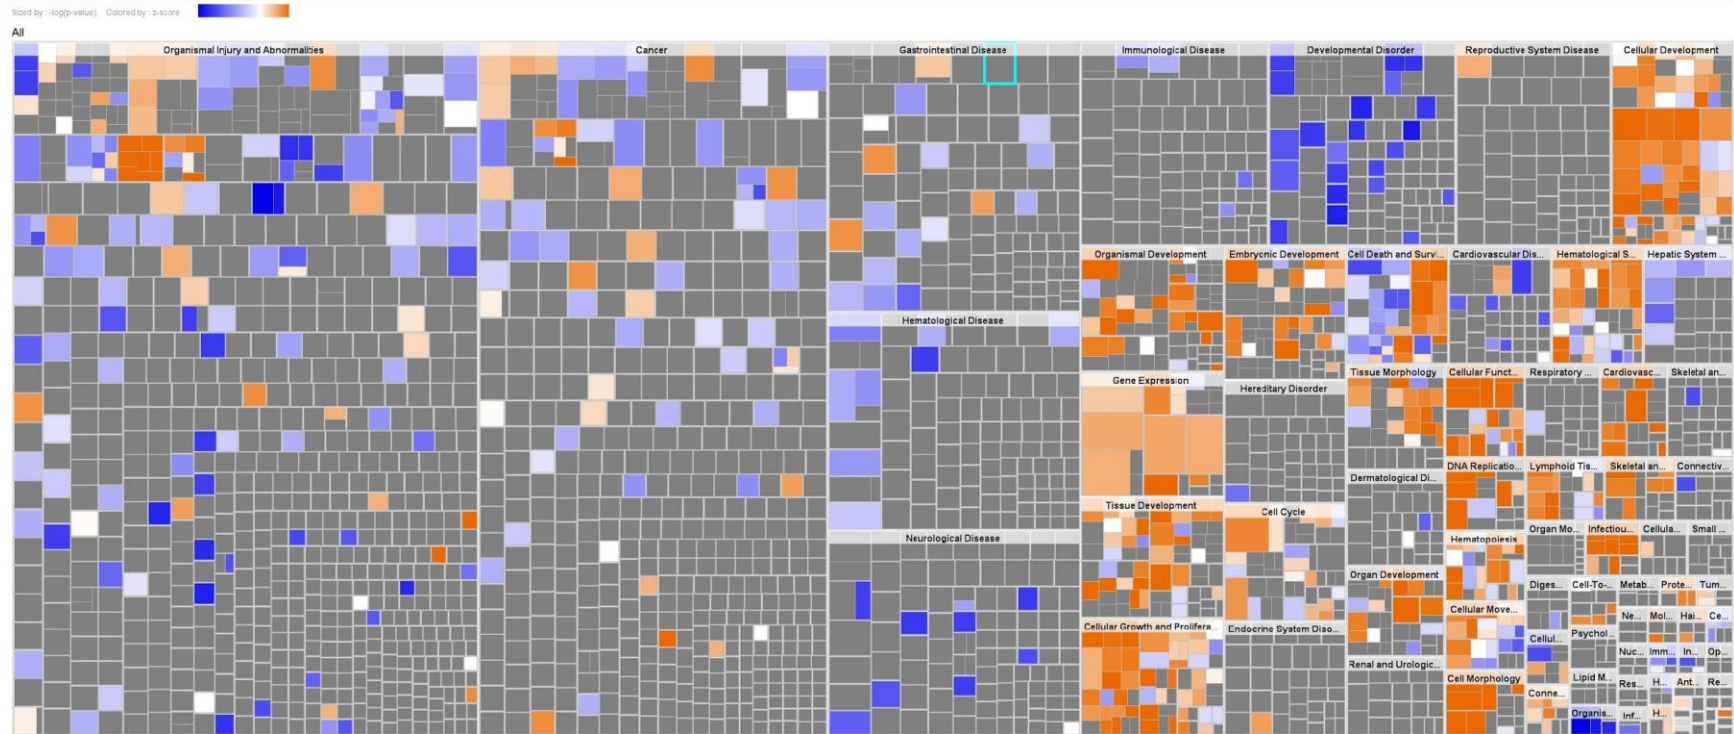 Sized by : -log(p-value) Colored by : z-score
All
Organismal Injury and Abnormalities
Cancer
Gastrointestinal Disease
Immunological Disease
Developmental Disorder
Reproductive System Disease
Cellular Development
Organismal Development
Embryonic Development
Cell Death and Survi...
Cardiovascular Dis...
Hematological S...
Hepatic System ...
Hematological Disease
Gene Expression
Hereditary Disorder
Tissue Morphology
Cellular Funct...
Respiratory ...
Cardiovasc...
Skeletal an...
DNA Replicatio...
Lymphoid Tis...
Skeletal an...
Connectiv...
Dermatological Di...
Tissue Development
Cell Cycle
Organ Mo...
Infectiou...
Cellula...
Small ...
Neurological Disease
Hematopoiesis
Organ Development
Diges...
Cell-To-...
Metab...
Prote...
Tum...
Cellular Move...
Ne...
Mol...
Hai...
Ce...
Cellular Growth and Prolifera...
Endocrine System Diso...
Cellul...
Psychol...
Nuc...
Imm...
In...
Op...
Renal and Urologic...
Cell Morphology
Lipid M...
Res...
H...
Ant...
Re...
Conne...
Organis...
Inf...
H...